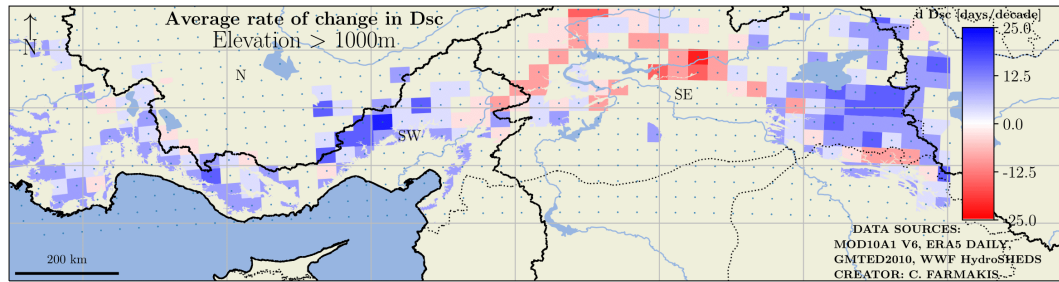 Average rate of change in Dsc
Elevation > 1000m
d Dsc [days/decade]
N
N
SW
SE
25.0
12.5
0.0
-12.5
-25.0
200 km
DATA SOURCES:
MOD10A1 V6, ERA5 DAILY,
GMTED2010, WWF HydroSHEDS
CREATOR: C. FARMAKIS